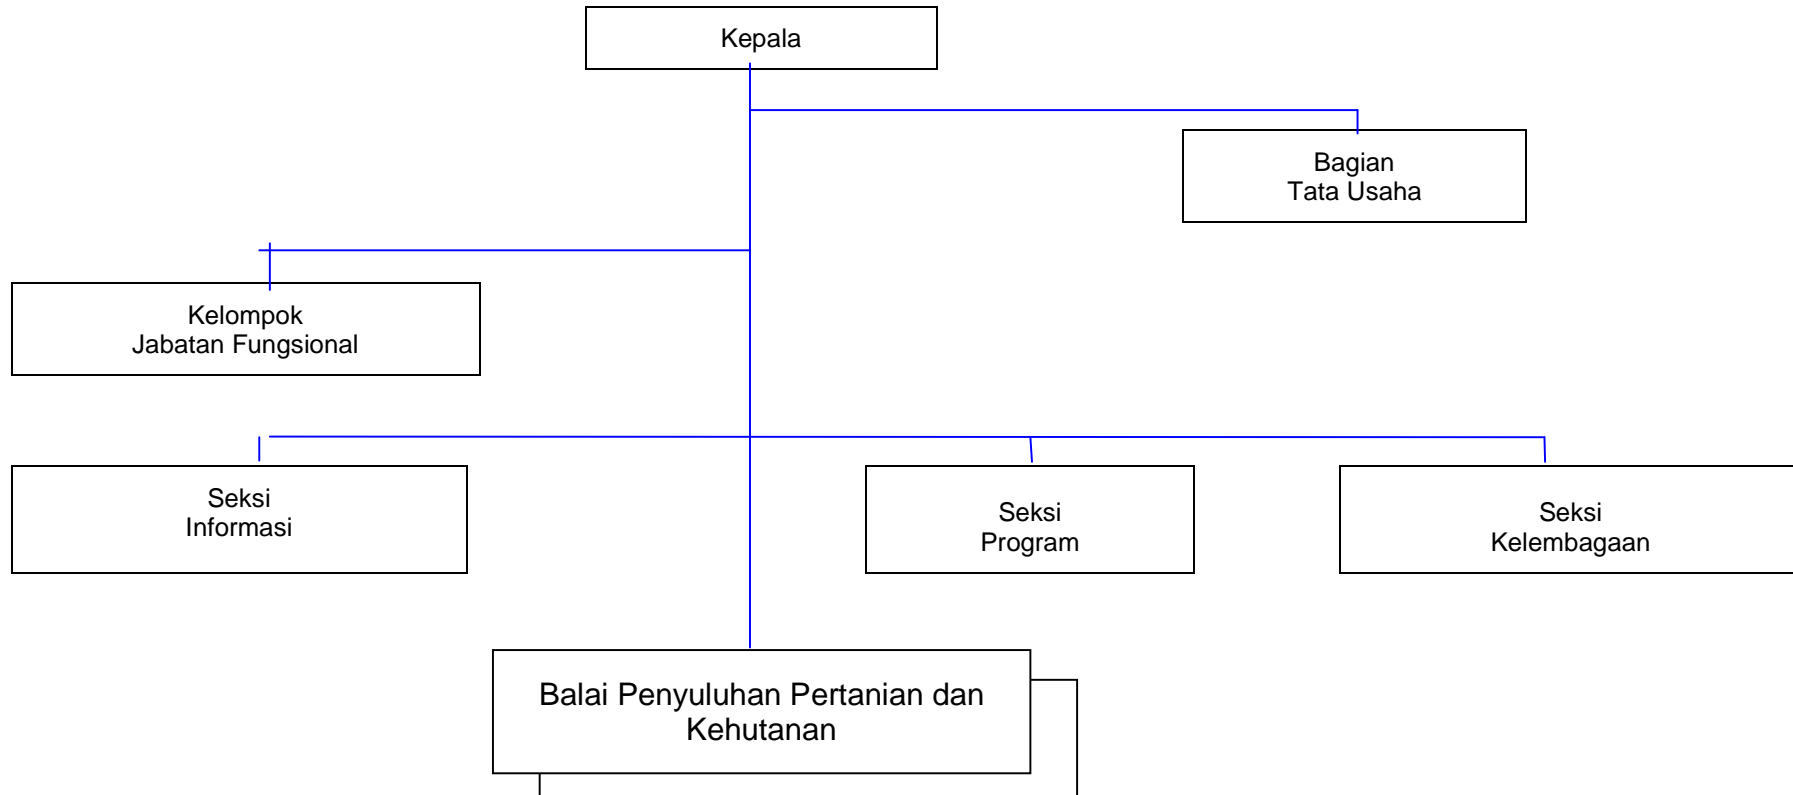 Kepala
Bagian
Tata Usaha
Kelompok
Jabatan Fungsional
Seksi
Informasi
Seksi
Program
Seksi
Kelembagaan
Balai Penyuluhan Pertanian dan
Kehutanan